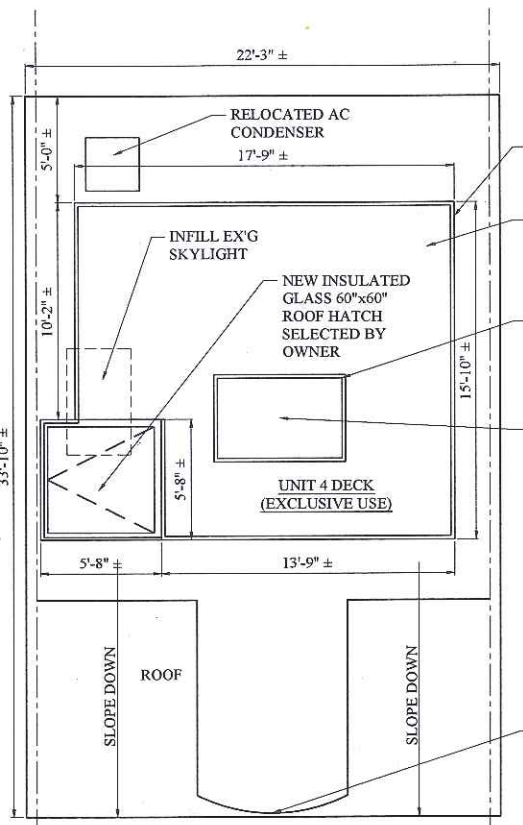 22'-3" ±
RELOCATED AC
CONDENSER
5'-0" ±
17'-9" ±
INFILL EX'G
SKYLIGHT
NEW INSULATED
GLASS 60"x60"
ROOF HATCH
SELECTED BY
OWNER
10'-2" ±
15'-10" ±
33'-10" ±
5'-8" ±
UNIT 4 DECK
(EXCLUSIVE USE)
5'-8" ±
13'-9" ±
SLOPE DOWN
ROOF
SLOPE DOWN